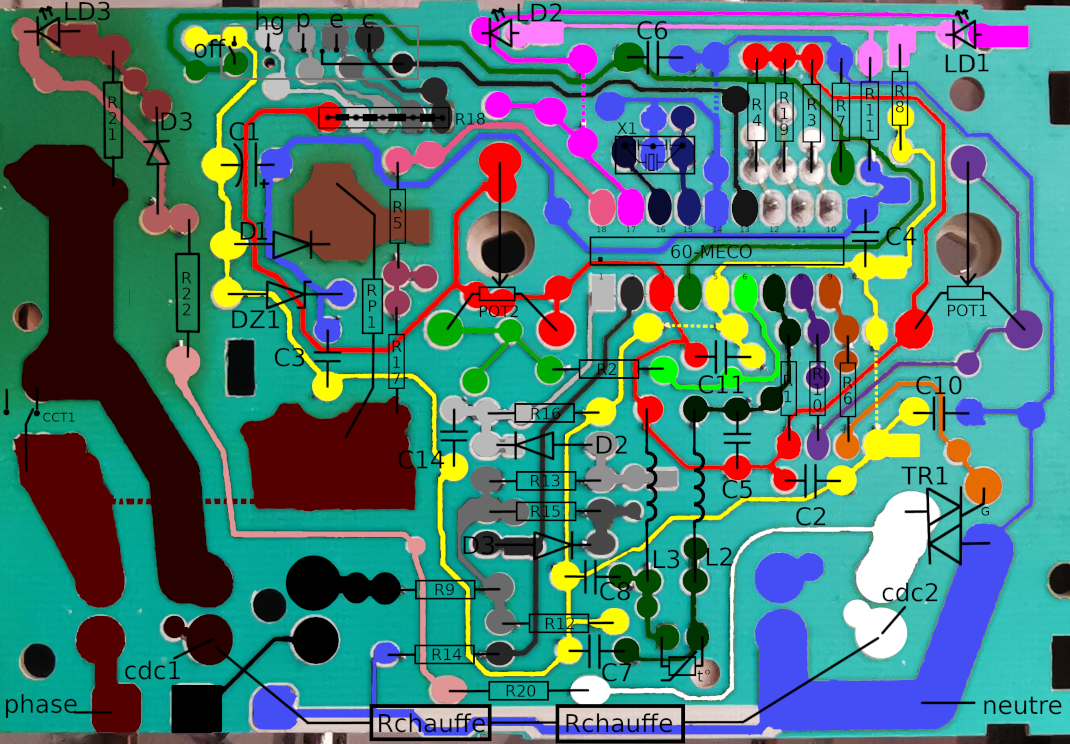 LD3
hg p e c
LD2
C6
LD1
off
R21
D3
C1
+
R18
X1
R4
R19
R3
R7
R11
R8
R5
18 17 16 15 14 13 12 11 10
D1
60-MECO
C4
R22
DZ1
RP1
POT2
5 6 8 9
POT1
C3
R17
R2
C11
R1
R10
R6
CCT1
C14
R16
D2
C10
R13
C5
R15
C2
TR1
G
D3
L3
L2
R9
C8
cdc2
R12
cdc1
R14
C7
t°
phase
R20
neutre
Rchauffe
Rchauffe